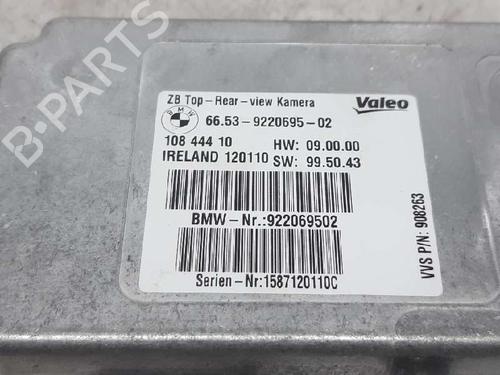 B-PARTS
ZB Top-Rear-view Kamera
Valeo
BMW
66.53-9220695-02
108 444 10 HW: 09.00.00
IRELAND 120110 SW: 99.50.43
BMW-Nr.:922069502
Serien-Nr:1587120110C
VVS P/N: 908263